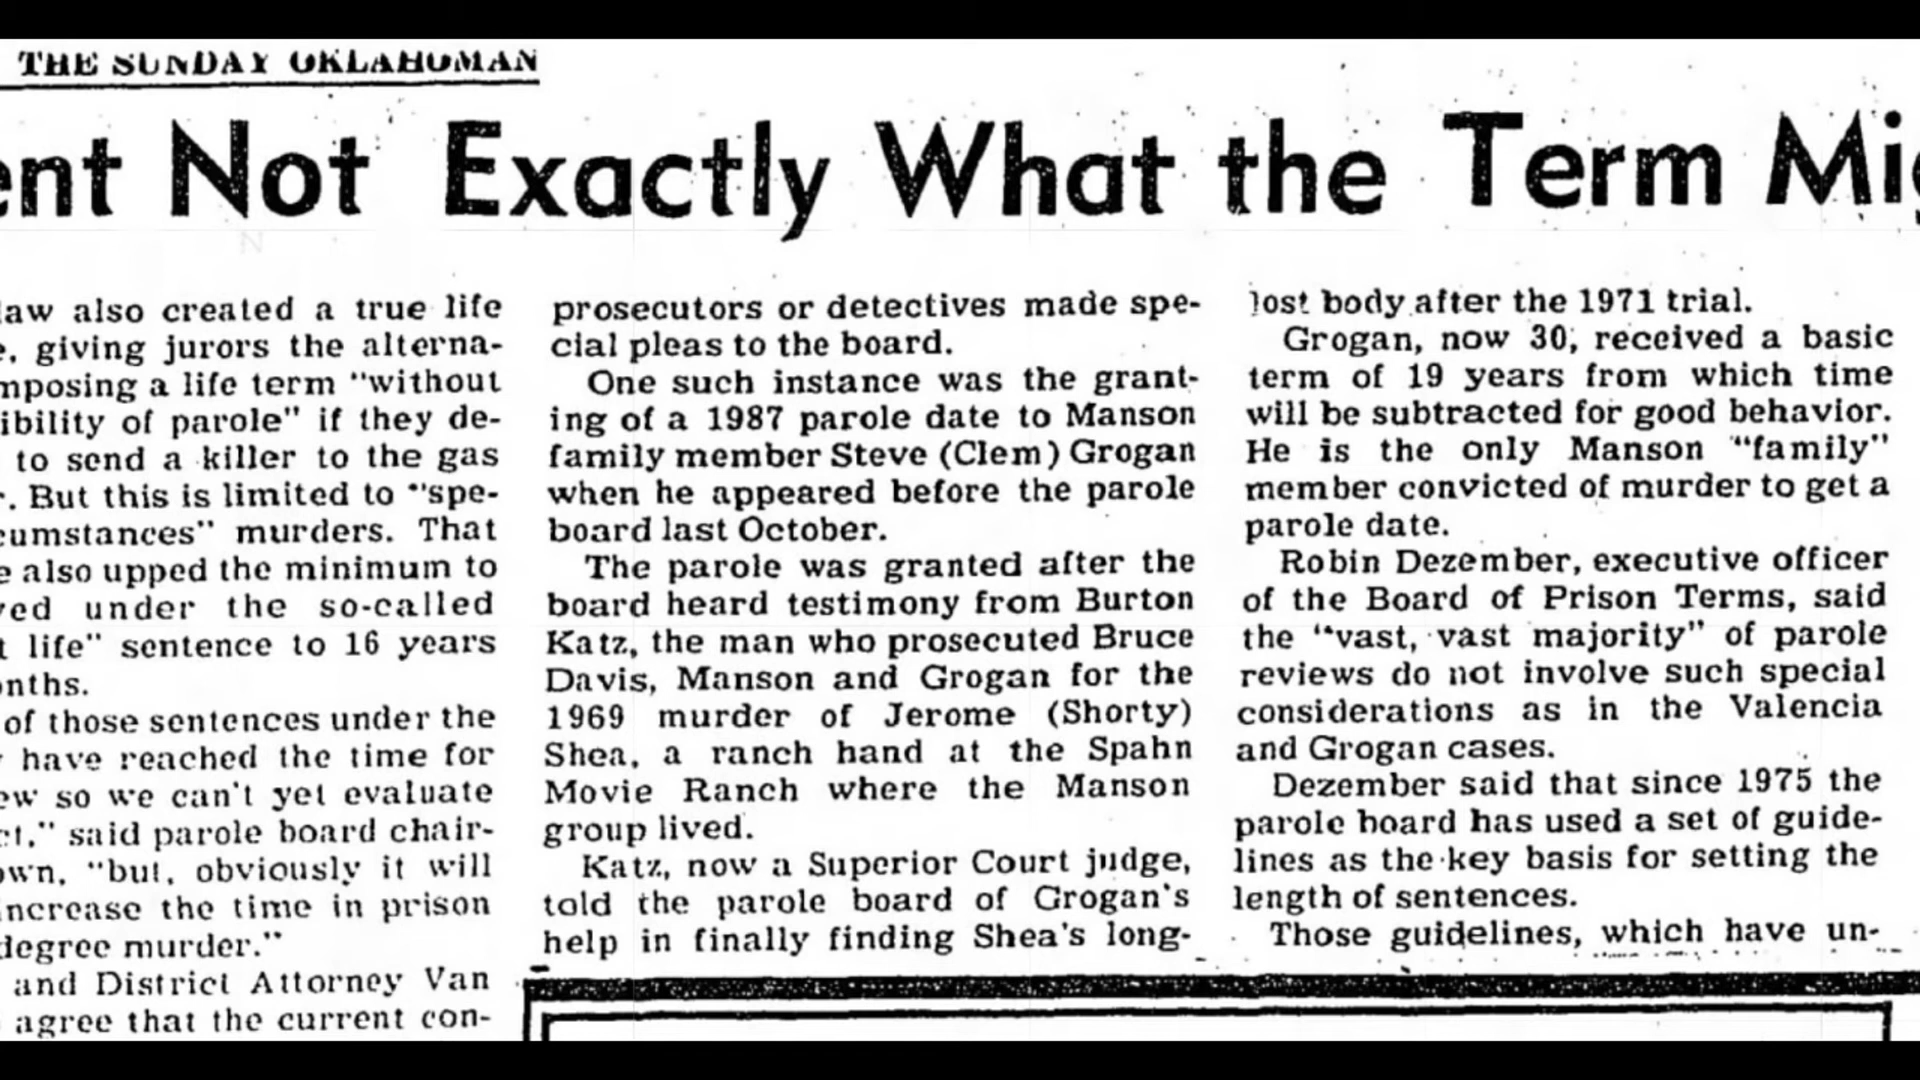 THE SUNDAY OKLAHOMAN
ent Not Exactly What the Term Mig
law also created a true life
e, giving jurors the alterna-
mposing a life term "without
ibility of parole" if they de-
to send a killer to the gas
r. But this is limited to "spe-
cumstances" murders. That
e also upped the minimum to
ved under the so-called
t life" sentence to 16 years
onths.
of those sentences under the
y have reached the time for
ew so we can't yet evaluate
ct," said parole board chair-
own, "but, obviously it will
increase the time in prison
degree murder."
and District Attorney Van
agree that the current con-
prosecutors or detectives made spe-
cial pleas to the board.
One such instance was the grant-
ing of a 1987 parole date to Manson
family member Steve (Clem) Grogan
when he appeared before the parole
board last October.
The parole was granted after the
board heard testimony from Burton
Katz, the man who prosecuted Bruce
Davis, Manson and Grogan for the
1969 murder of Jerome (Shorty)
Shea, a ranch hand at the Spahn
Movie Ranch where the Manson
group lived.
Katz, now a Superior Court judge,
told the parole board of Grogan's
help in finally finding Shea's long-
lost body after the 1971 trial.
Grogan, now 30, received a basic
term of 19 years from which time
will be subtracted for good behavior.
He is the only Manson "family"
member convicted of murder to get a
parole date.
Robin Dezember, executive officer
of the Board of Prison Terms, said
the "vast, vast majority" of parole
reviews do not involve such special
considerations as in the Valencia
and Grogan cases.
Dezember said that since 1975 the
parole board has used a set of guide-
lines as the key basis for setting the
length of sentences.
Those guidelines, which have un-